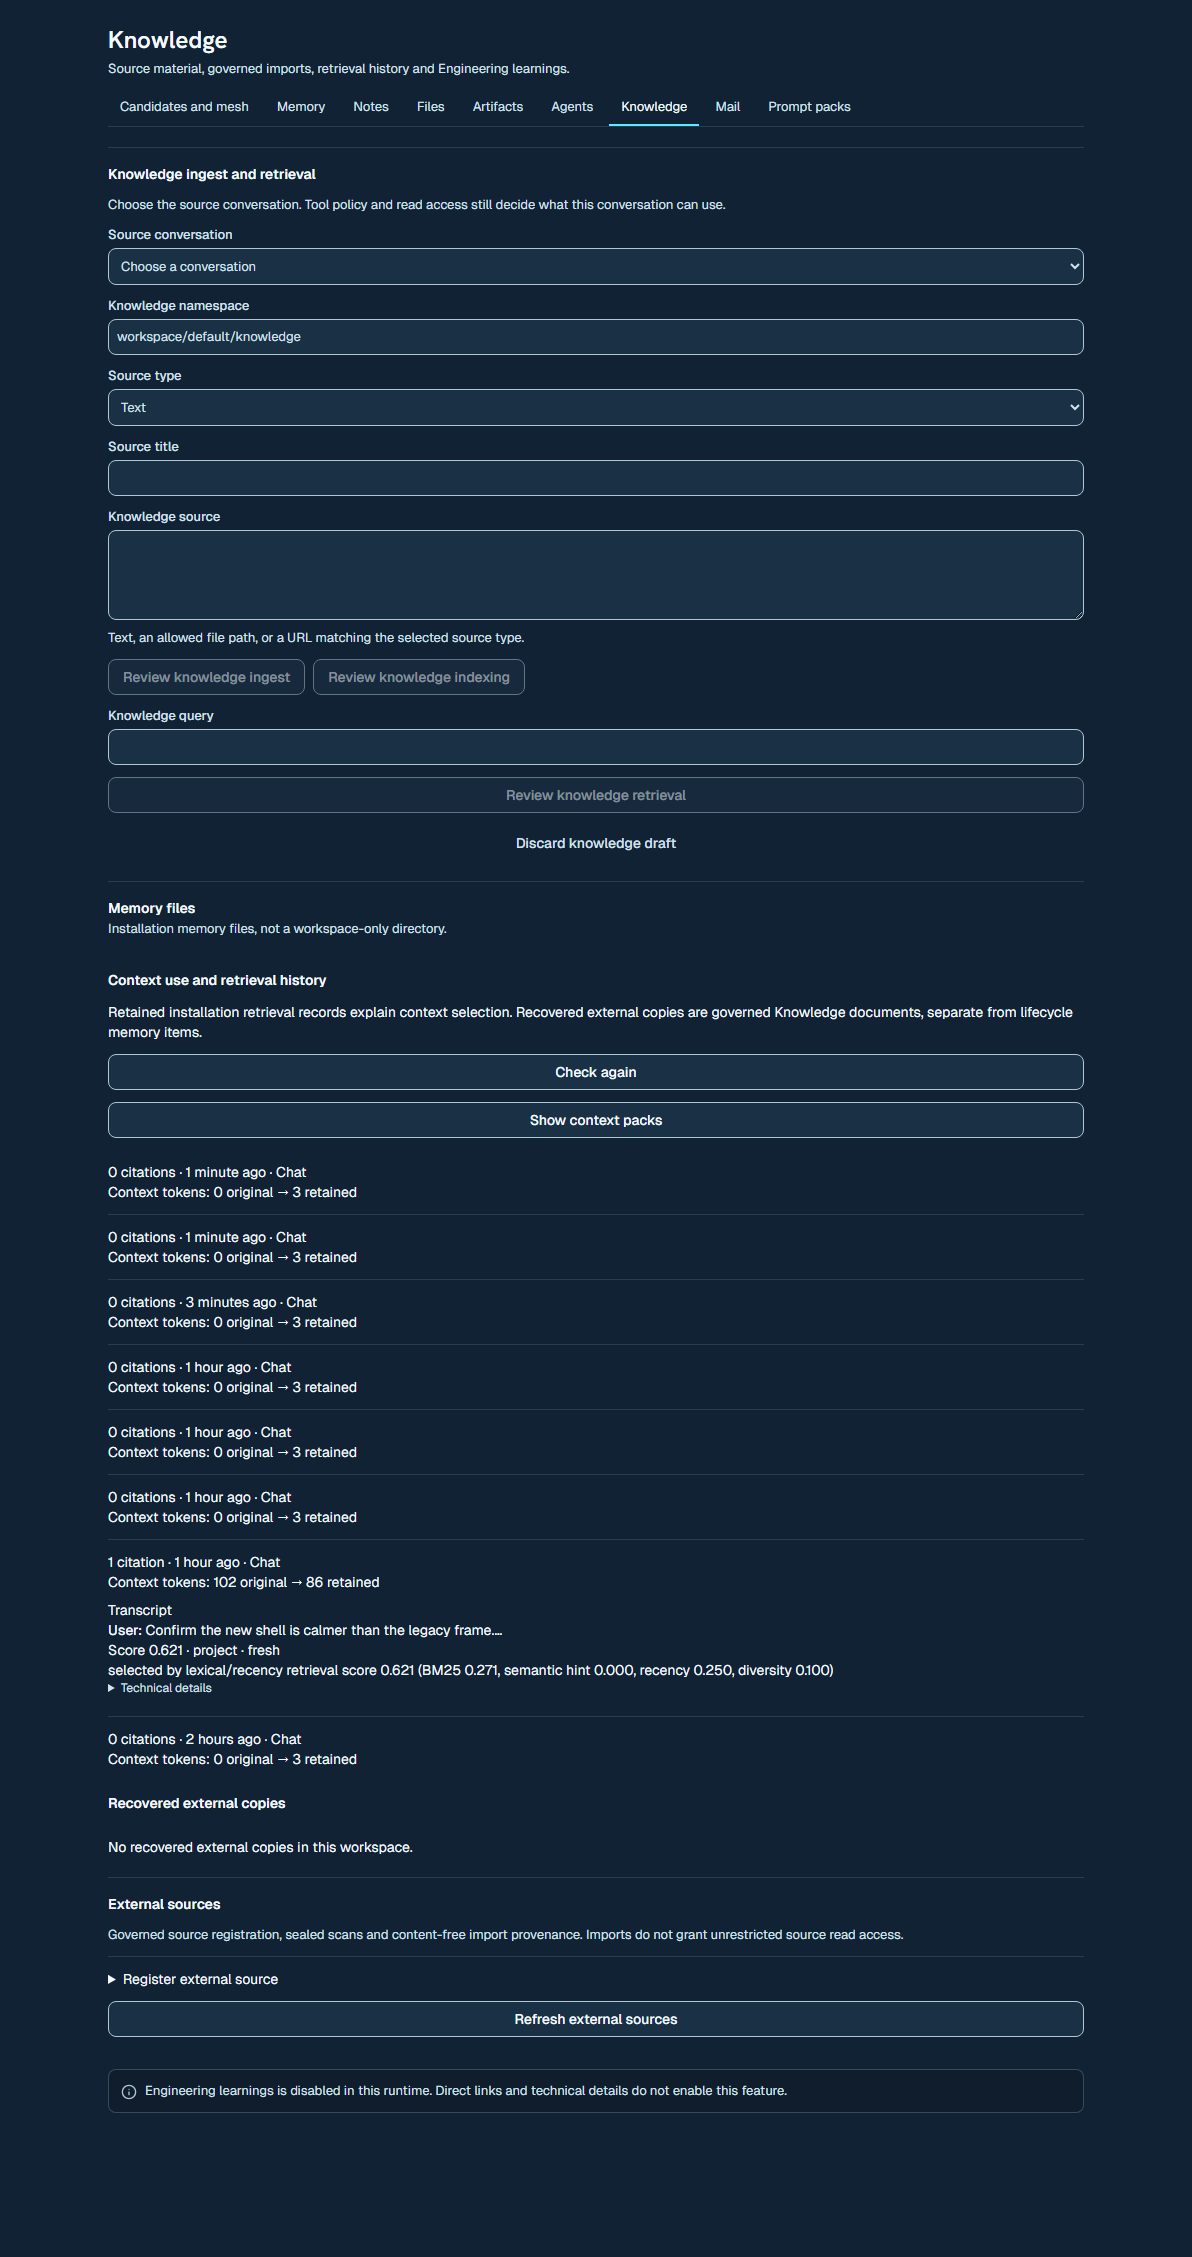 Knowledge
Source material, governed imports, retrieval history and Engineering learnings.
Candidates and mesh Memory Notes Files Artifacts Agents Knowledge Mail Prompt packs
Knowledge ingest and retrieval
Choose the source conversation. Tool policy and read access still decide what this conversation can use.
Source conversation
Choose a conversation
Knowledge namespace
workspace/default/knowledge
Source type
Text
Source title
Knowledge source
Text, an allowed file path, or a URL matching the selected source type.
Review knowledge ingest Review knowledge indexing
Knowledge query
Review knowledge retrieval
Discard knowledge draft
Memory files
Installation memory files, not a workspace-only directory.
Context use and retrieval history
Retained installation retrieval records explain context selection. Recovered external copies are governed Knowledge documents, separate from lifecycle
memory items.
Check again
Show context packs
0 citations · 1 minute ago · Chat
Context tokens: 0 original → 3 retained
0 citations · 1 minute ago · Chat
Context tokens: 0 original → 3 retained
0 citations · 3 minutes ago · Chat
Context tokens: 0 original → 3 retained
0 citations · 1 hour ago · Chat
Context tokens: 0 original → 3 retained
0 citations · 1 hour ago · Chat
Context tokens: 0 original → 3 retained
0 citations · 1 hour ago · Chat
Context tokens: 0 original → 3 retained
1 citation · 1 hour ago · Chat
Context tokens: 102 original → 86 retained
Transcript
User: Confirm the new shell is calmer than the legacy frame....
Score 0.621 · project · fresh
selected by lexical/recency retrieval score 0.621 (BM25 0.271, semantic hint 0.000, recency 0.250, diversity 0.100)
Technical details
0 citations · 2 hours ago · Chat
Context tokens: 0 original → 3 retained
Recovered external copies
No recovered external copies in this workspace.
External sources
Governed source registration, sealed scans and content-free import provenance. Imports do not grant unrestricted source read access.
Register external source
Refresh external sources
Engineering learnings is disabled in this runtime. Direct links and technical details do not enable this feature.